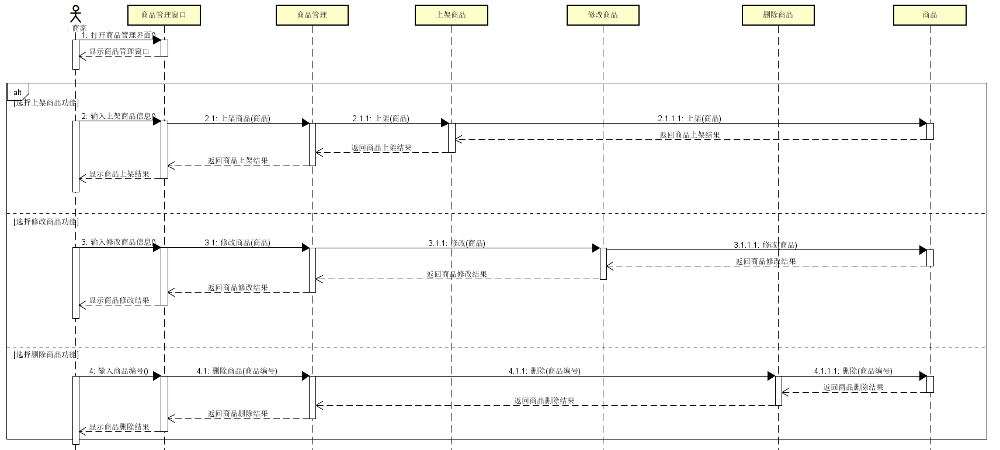 商品管理窗口
商品管理
上架商品
修改商品
删除商品
商品
: 商家
1: 打开商品管理界面()
显示商品管理窗口
alt
[选择上架商品功能]
2: 输入上架商品信息()
2.1: 上架商品(商品)
2.1.1: 上架(商品)
2.1.1.1: 上架(商品)
返回商品上架结果
返回商品上架结果
返回商品上架结果
显示商品上架结果
[选择修改商品功能]
3: 输入修改商品信息()
3.1: 修改商品(商品)
3.1.1: 修改(商品)
3.1.1.1: 修改(商品)
返回商品修改结果
返回商品修改结果
返回商品修改结果
显示商品修改结果
[选择删除商品功能]
4: 输入商品编号()
4.1: 删除商品(商品编号)
4.1.1: 删除(商品编号)
4.1.1.1: 删除(商品编号)
返回商品删除结果
返回商品删除结果
返回商品删除结果
显示商品删除结果